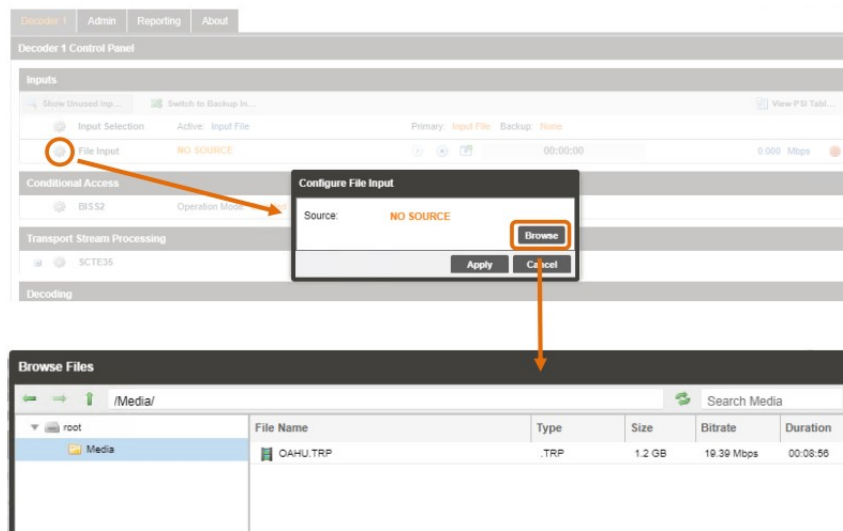 Decoder 1 Admin Reporting About
Decoder 1 Control Panel
Inputs
Show Unused Inp... Switch to Backup In... View PSI Tabl...
Input Selection Active: Input File Primary: Input File Backup: None
File Input NO SOURCE 00:00:00 0.000 Mbps
Conditional Access
BISS2 Operation Mode
Transport Stream Processing
SCTE35
Decoding
Configure File Input
Source: NO SOURCE
Browse
Apply Cancel
Browse Files
/Media/ Search Media
root File Name Type Size Bitrate Duration
Media OAHU.TRP .TRP 1.2 GB 19.39 Mbps 00:08:56